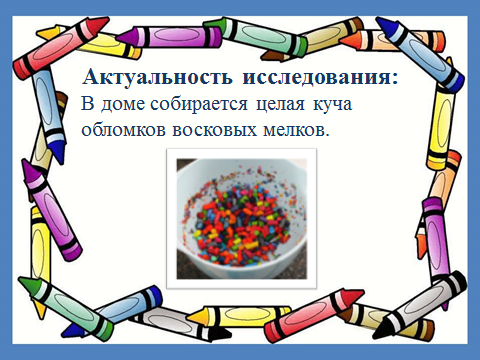 Актуальность исследования:
В доме собирается целая куча
обломков восковых мелков.